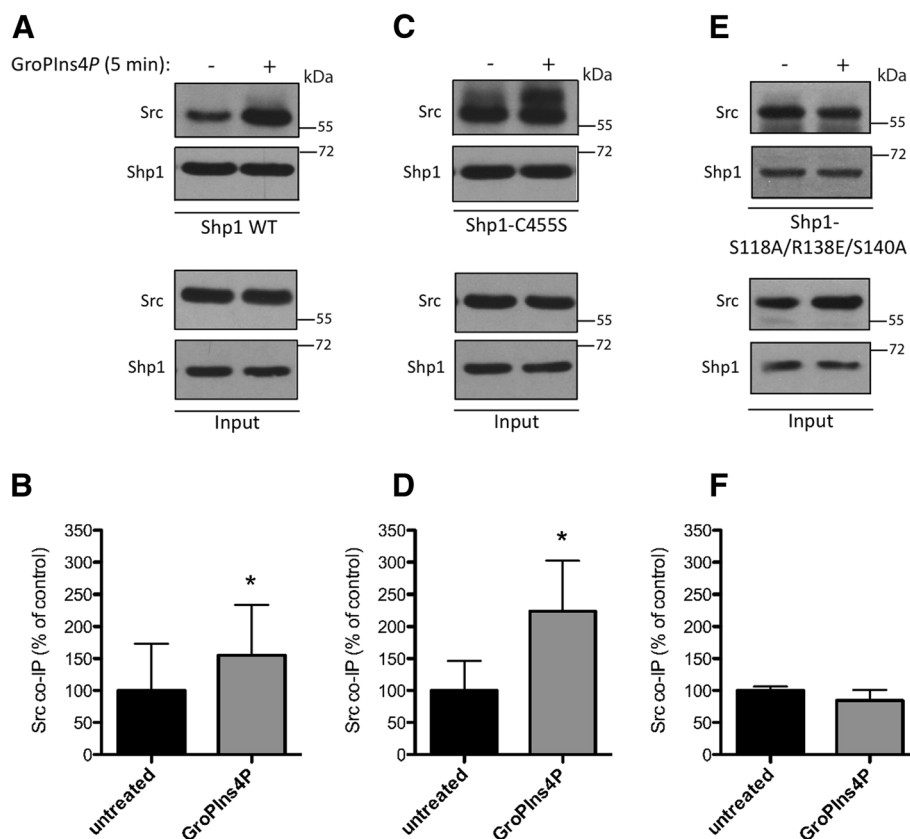 A
GroPIns4P (5 min): - +
kDa
Src
55
72
Shp1
Shp1 WT
Src
55
72
Shp1
Input
C
- +
kDa
Src
55
72
Shp1
Shp1-C455S
Src
55
72
Shp1
Input
E
- +
kDa
Src
55
72
Shp1
Shp1-
S118A/R138E/S140A
Src
55
72
Shp1
Input
B
Src co-IP (% of control)
350
300
250
200
150
100
50
0
*
untreated
GroPIns4P
D
Src co-IP (% of control)
350
300
250
200
150
100
50
0
*
untreated
GroPIns4P
F
Src co-IP (% of control)
350
300
250
200
150
100
50
0
untreated
GroPIns4P